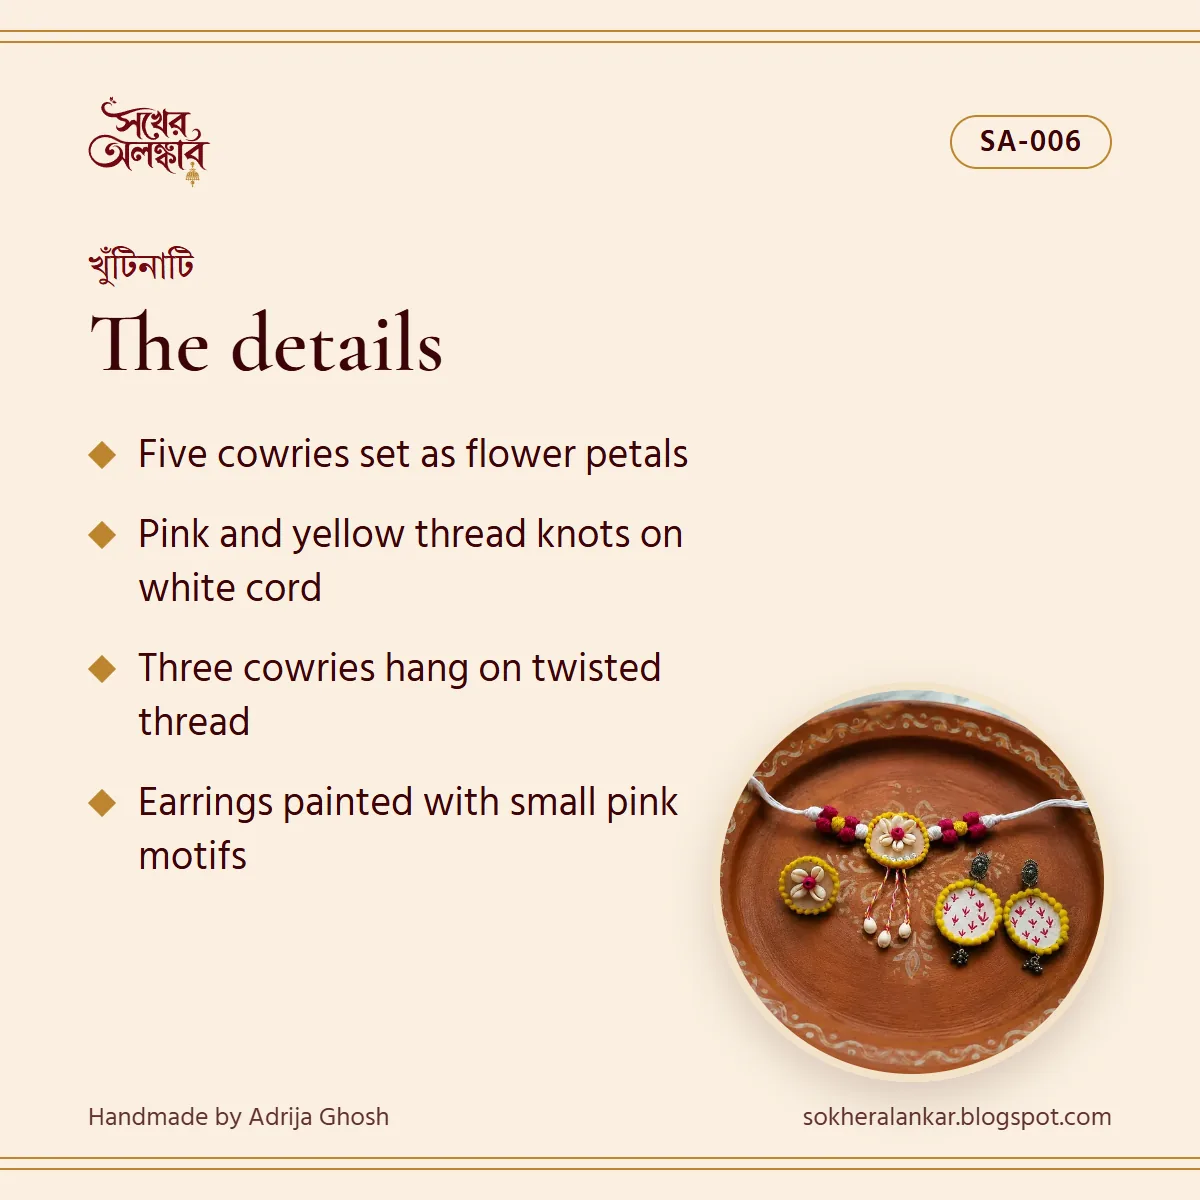 সখের
অলঙ্কার
SA-006
খুঁটিনাটি
The details
Five cowries set as flower petals
Pink and yellow thread knots on
white cord
Three cowries hang on twisted
thread
Earrings painted with small pink
motifs
Handmade by Adrija Ghosh
sokheralankar.blogspot.com